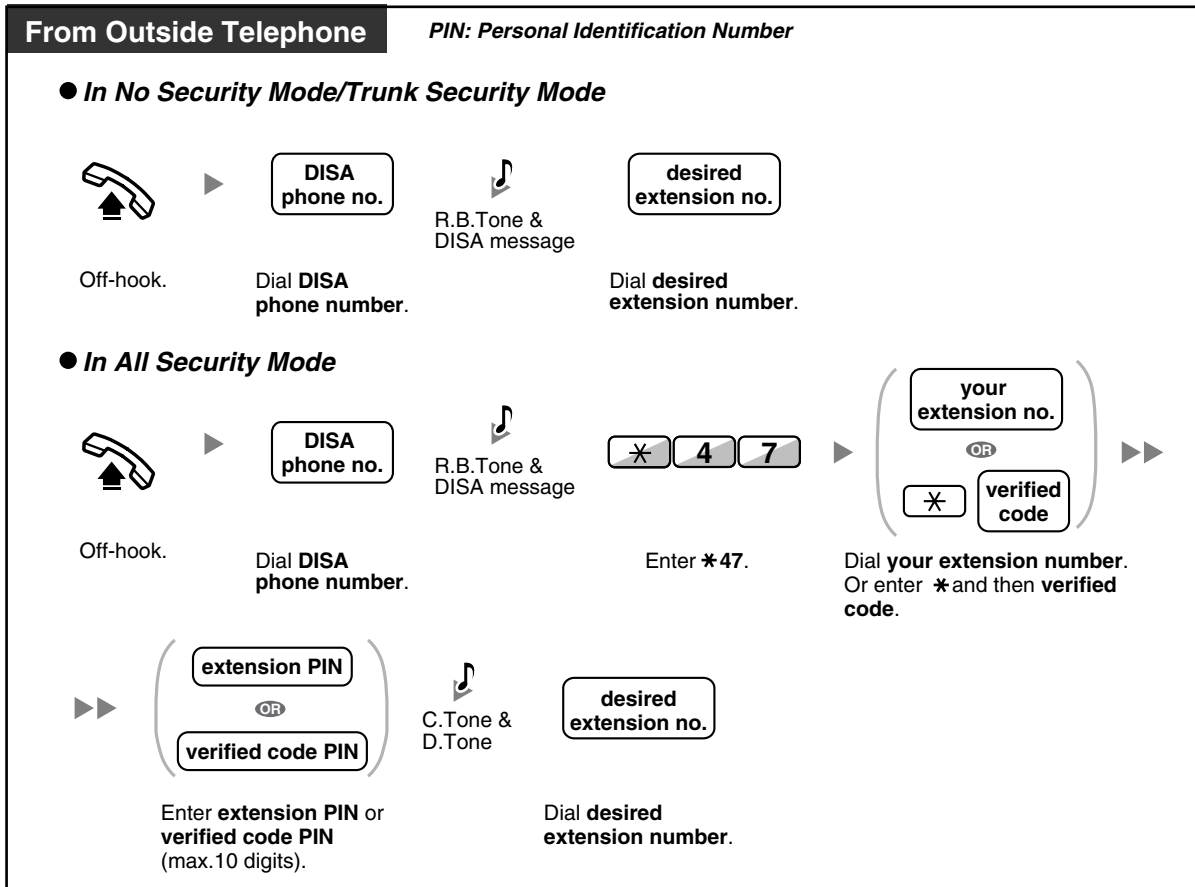 From Outside Telephone
PIN: Personal Identification Number
● In No Security Mode/Trunk Security Mode
DISA
phone no.
R.B.Tone &
DISA message
desired
extension no.
Off-hook.
Dial DISA
phone number.
Dial desired
extension number.
● In All Security Mode
DISA
phone no.
R.B.Tone &
DISA message
* 4 7
your
extension no.
OR
* verified
code
Off-hook.
Dial DISA
phone number.
Enter *47.
Dial your extension number.
Or enter * and then verified
code.
extension PIN
OR
verified code PIN
C.Tone &
D.Tone
desired
extension no.
Enter extension PIN or
verified code PIN
(max.10 digits).
Dial desired
extension number.